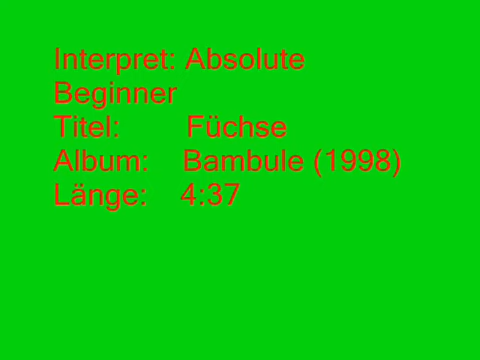 Interpret: Absolute
Beginner
Titel: Füchse
Album: Bambule (1998)
Länge: 4:37